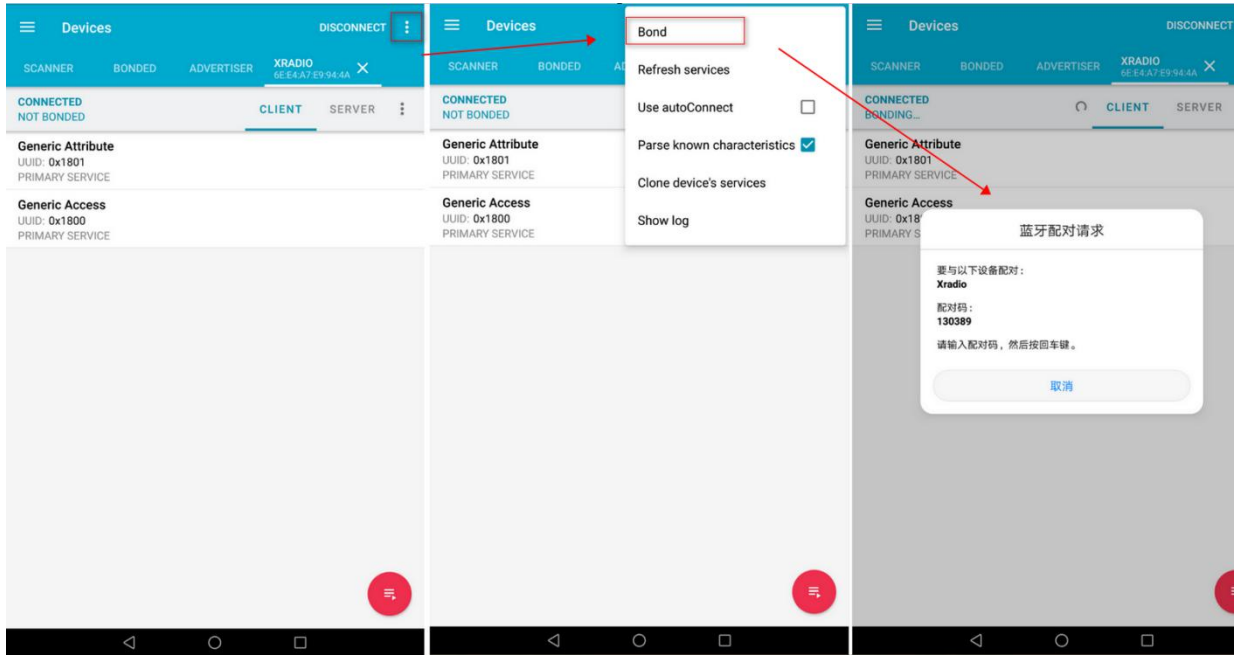 Devices
DISCONNECT
SCANNER
BONDED
ADVERTISER
XRADIO
6E:E4:A7:E9:94:4A
CONNECTED
NOT BONDED
CLIENT
SERVER
Generic Attribute
UUID: 0x1801
PRIMARY SERVICE
Generic Access
UUID: 0x1800
PRIMARY SERVICE
Devices
SCANNER
BONDED
CONNECTED
NOT BONDED
Generic Attribute
UUID: 0x1801
PRIMARY SERVICE
Generic Access
UUID: 0x1800
PRIMARY SERVICE
Bond
Refresh services
Use autoConnect
Parse known characteristics
Clone device's services
Show log
Devices
DISCONNECT
SCANNER
BONDED
ADVERTISER
XRADIO
6E:E4:A7:E9:94:4A
CONNECTED
BONDING...
CLIENT
SERVER
Generic Attribute
UUID: 0x1801
PRIMARY SERVICE
Generic Access
UUID: 0x18
PRIMARY S
蓝牙配对请求
要与以下设备配对：
Xradio
配对码：
130389
请输入配对码，然后按回车键。
取消